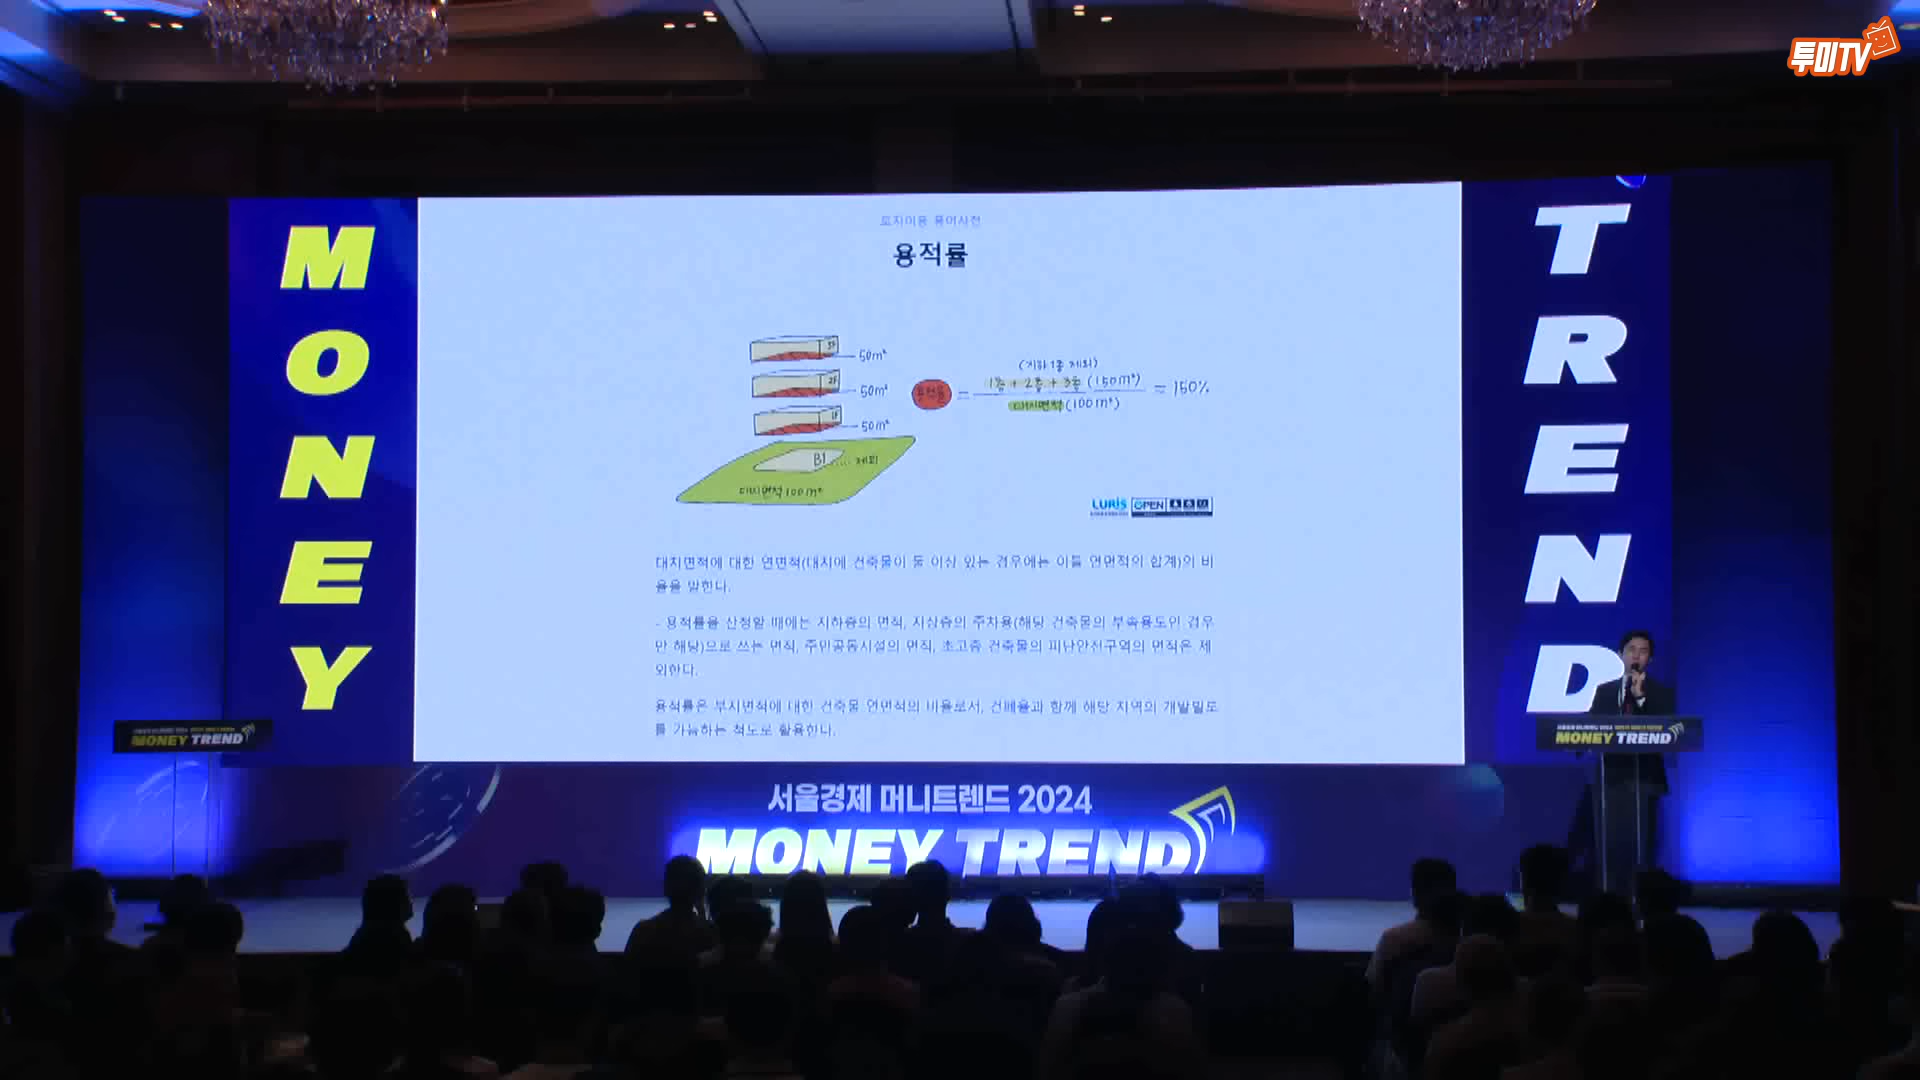 투미TV
MONEY
TREND
토지이용 용어사전
용적률
3F
50m²
2F
50m²
1F
50m²
B1 ..... 제외
대지면적 100m²
(지하 1층 제외)
용적률 = 1층 + 2층 + 3층 (150m²) = 150%
대지면적 (100m²)
LURIS OPEN
대지면적에 대한 연면적(대지에 건축물이 둘 이상 있는 경우에는 이들 연면적의 합계)의 비
율을 말한다.
- 용적률을 산정할 때에는 지하층의 면적, 지상층의 주차용(해당 건축물의 부속용도인 경우
만 해당)으로 쓰는 면적, 주민공동시설의 면적, 초고층 건축물의 피난안전구역의 면적은 제
외한다.
용적률은 부지면적에 대한 건축물 연면적의 비율로서, 건폐율과 함께 해당 지역의 개발밀도
를 가늠하는 척도로 활용한다.
MONEY TREND
MONEY TREND
서울경제 머니트렌드 2024
MONEY TREND